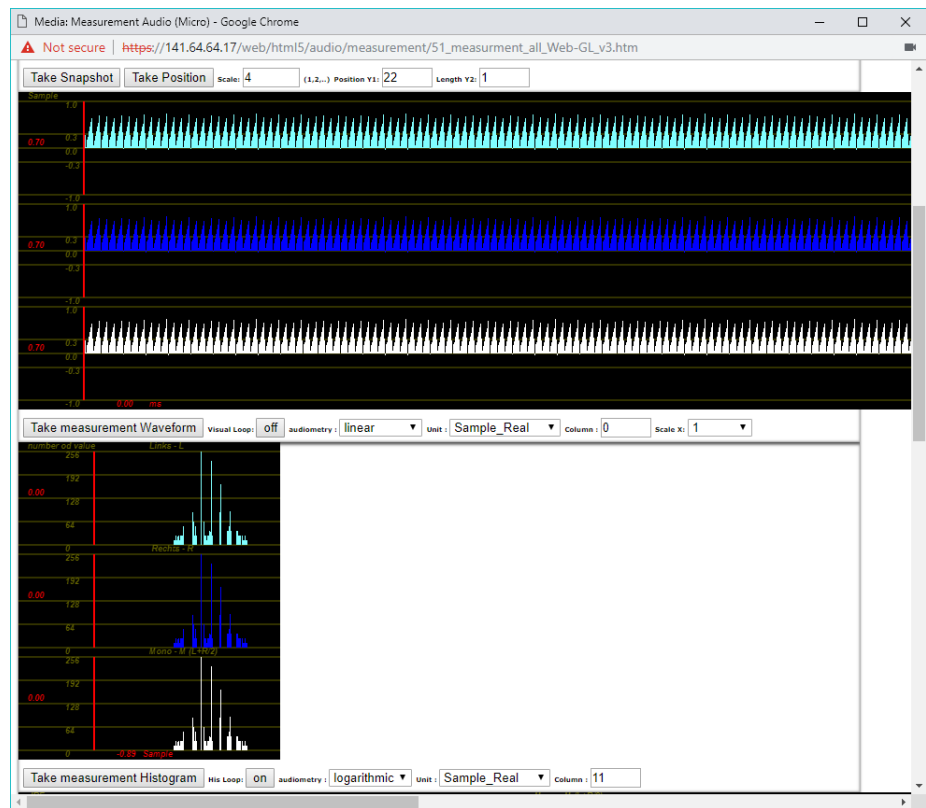 Media: Measurement Audio (Micro) - Google Chrome
Not secure | https://141.64.64.17/web/html5/audio/measurement/51_measurment_all_Web-GL_v3.htm
Take Snapshot Take Position Scale: 4 (1,2,..) Position Y1: 22 Length Y2: 1
Sample
1.0
0.3
0.70
0.0
-0.3
-1.0
1.0
0.3
0.70
0.0
-0.3
-1.0
1.0
0.3
0.70
0.0
-0.3
-1.0 0.00 ms
Take measurement Waveform Visual Loop: off audiometry : linear Unit : Sample_Real Column : 0 Scale X: 1
number od value Links - L
256
192
0.00
128
64
0 Rechts - R
256
192
0.00
128
64
0 Mono - M (L+R/2)
256
192
0.00
128
64
0 -0.89 Sample
Take measurement Histogram His Loop: on audiometry : logarithmic Unit : Sample_Real Column : 11